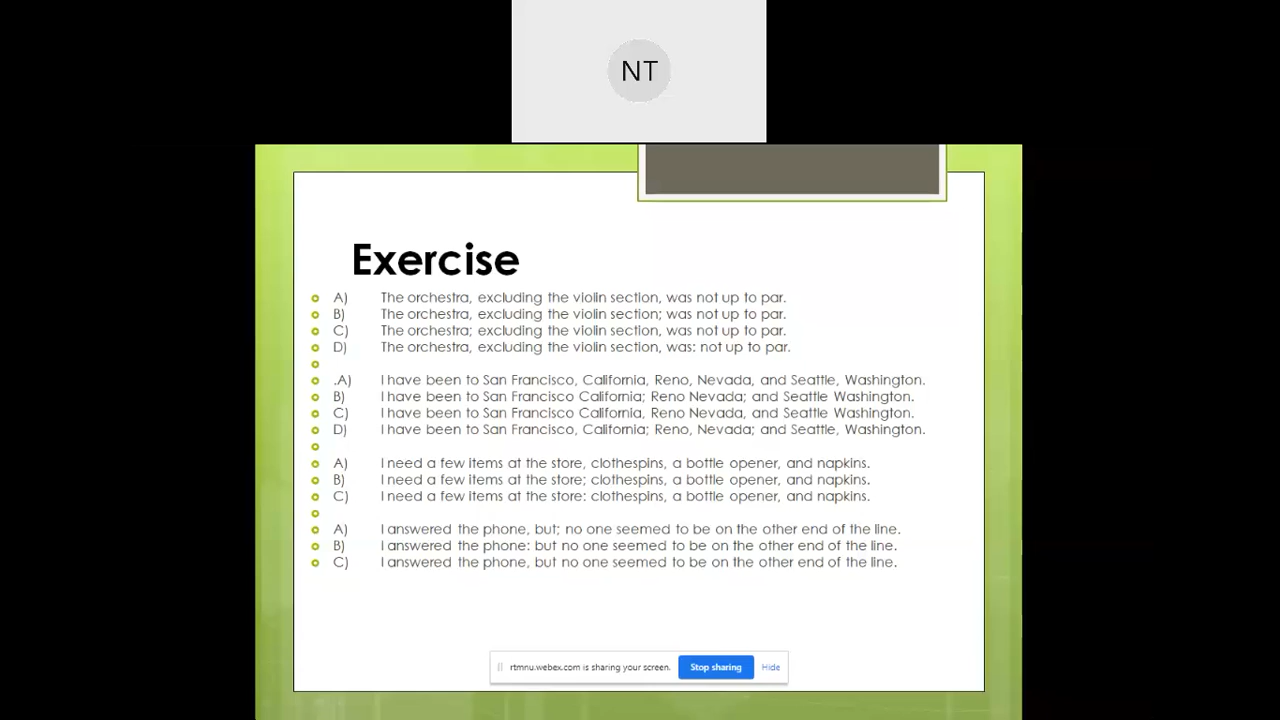 NT
Exercise
A) The orchestra, excluding the violin section, was not up to par.
B) The orchestra, excluding the violin section; was not up to par.
C) The orchestra; excluding the violin section, was not up to par.
D) The orchestra, excluding the violin section, was: not up to par.
.A) I have been to San Francisco, California, Reno, Nevada, and Seattle, Washington.
B) I have been to San Francisco California; Reno Nevada; and Seattle Washington.
C) I have been to San Francisco California, Reno Nevada, and Seattle Washington.
D) I have been to San Francisco, California; Reno, Nevada; and Seattle, Washington.
A) I need a few items at the store, clothespins, a bottle opener, and napkins.
B) I need a few items at the store; clothespins, a bottle opener, and napkins.
C) I need a few items at the store: clothespins, a bottle opener, and napkins.
A) I answered the phone, but; no one seemed to be on the other end of the line.
B) I answered the phone: but no one seemed to be on the other end of the line.
C) I answered the phone, but no one seemed to be on the other end of the line.
rtmnu.webex.com is sharing your screen. Stop sharing Hide